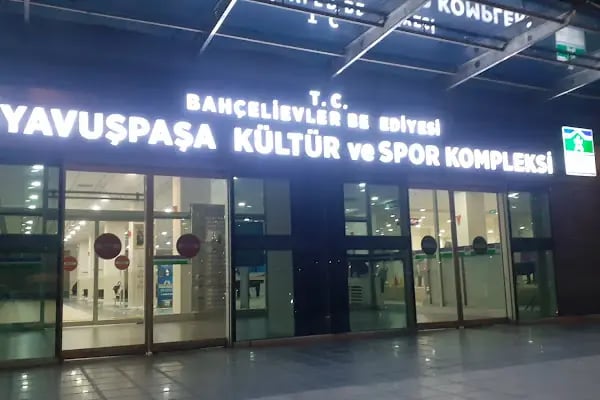 T.C.
BAHÇELİEVLER BE EDİYESİ
YAVUŞPAŞA KÜLTÜR ve SPOR KOMPLEKSİ